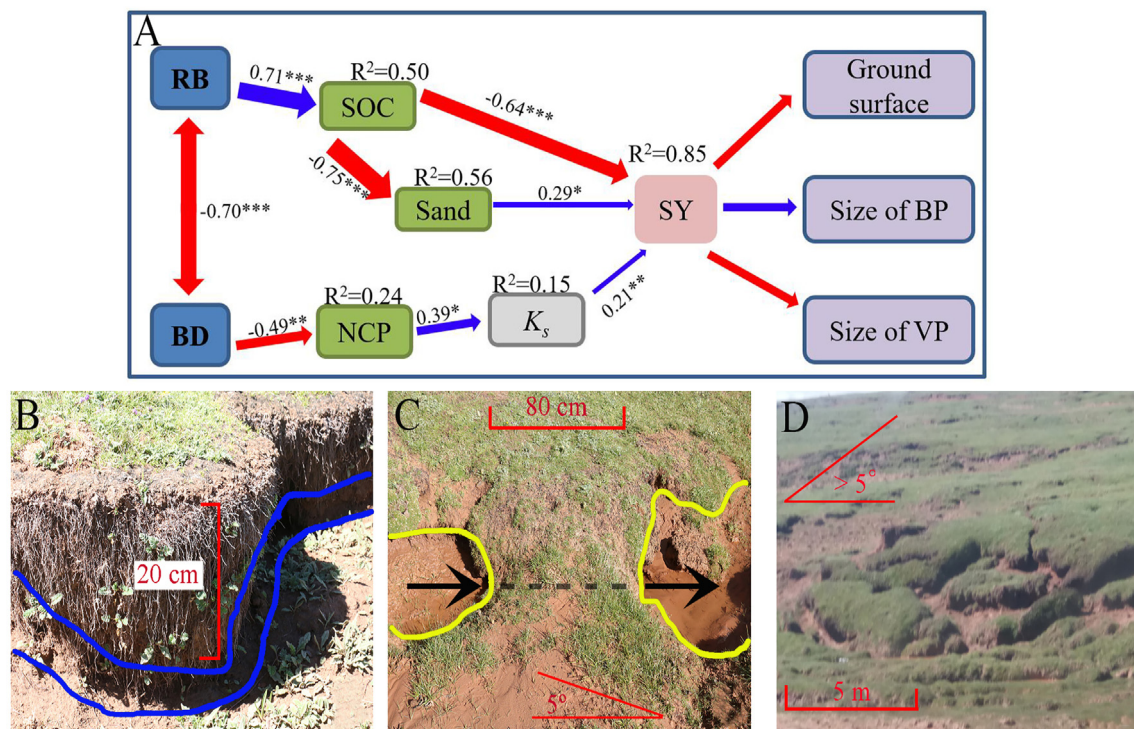 A
RB
0.71***
R²=0.50
SOC
-0.64***
Ground
surface
-0.75***
R²=0.56
Sand
0.29*
R²=0.85
SY
Size of BP
-0.70***
BD
-0.49**
R²=0.24
NCP
0.39*
R²=0.15
Kₛ
0.21**
Size of VP
B
20 cm
C
80 cm
5°
D
> 5°
5 m